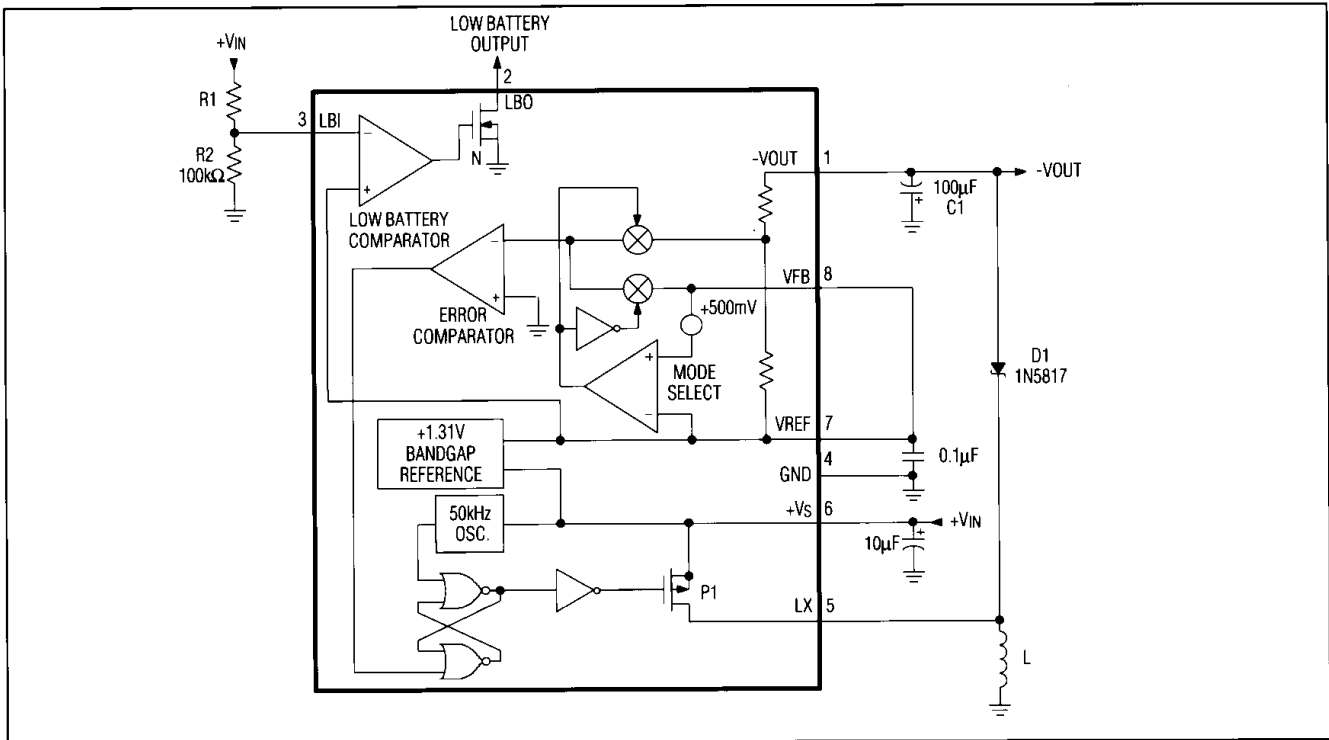 LOW BATTERY
OUTPUT
+VIN
2
LBO
R1
3 LBI
−
N
R2
100kΩ
+
LOW BATTERY
COMPARATOR
-VOUT
1
-VOUT
100µF
+
C1
−
+
ERROR
COMPARATOR
VFB
8
+500mV
+
−
MODE
SELECT
D1
1N5817
VREF
7
+1.31V
BANDGAP
REFERENCE
0.1µF
4
GND
50kHz
OSC.
+VS
6
+VIN
10µF
+
P1
LX
5
L